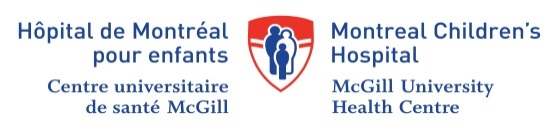 Hôpital de Montréal
pour enfants
Centre universitaire
de santé McGill
Montreal Children's
Hospital
McGill University
Health Centre